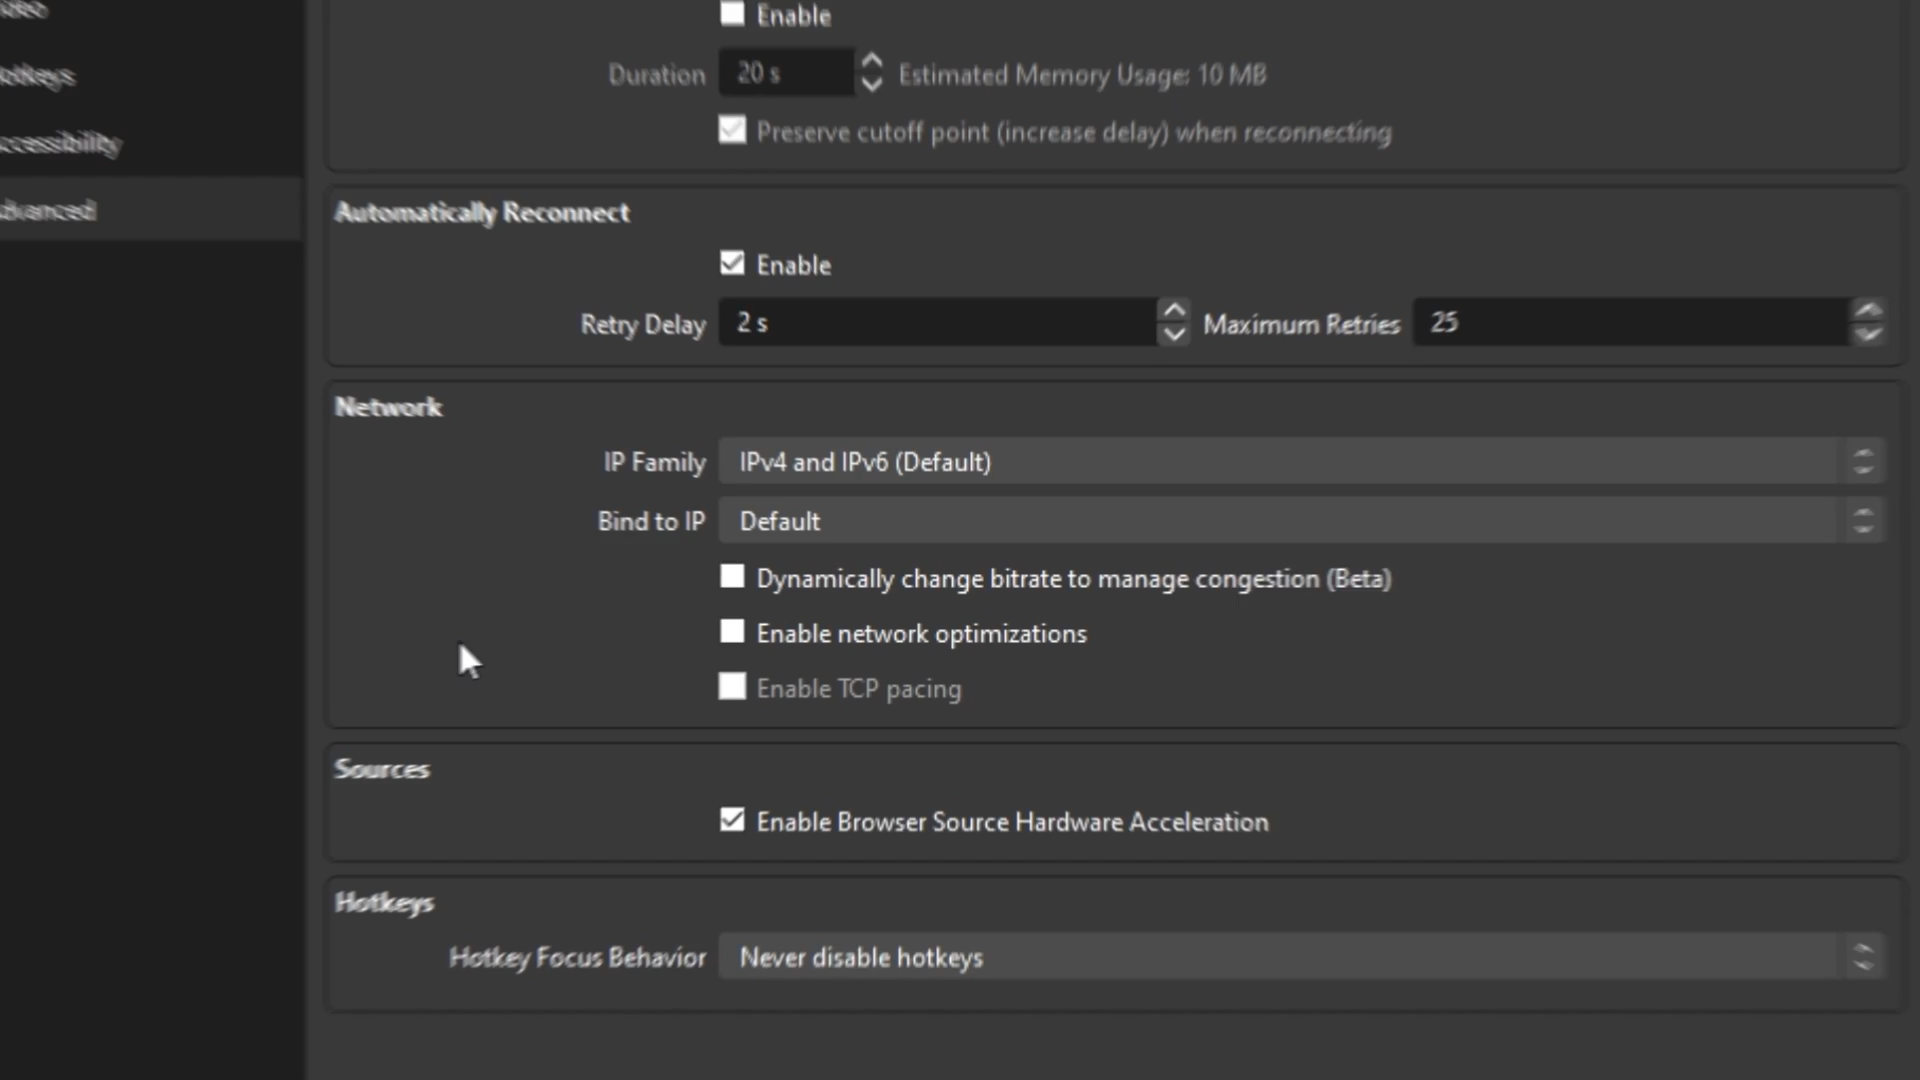 Enable
Duration 20 s Estimated Memory Usage: 10 MB
Preserve cutoff point (increase delay) when reconnecting
Automatically Reconnect
Enable
Retry Delay 2 s Maximum Retries 25
Network
IP Family IPv4 and IPv6 (Default)
Bind to IP Default
Dynamically change bitrate to manage congestion (Beta)
Enable network optimizations
Enable TCP pacing
Sources
Enable Browser Source Hardware Acceleration
Hotkeys
Hotkey Focus Behavior Never disable hotkeys